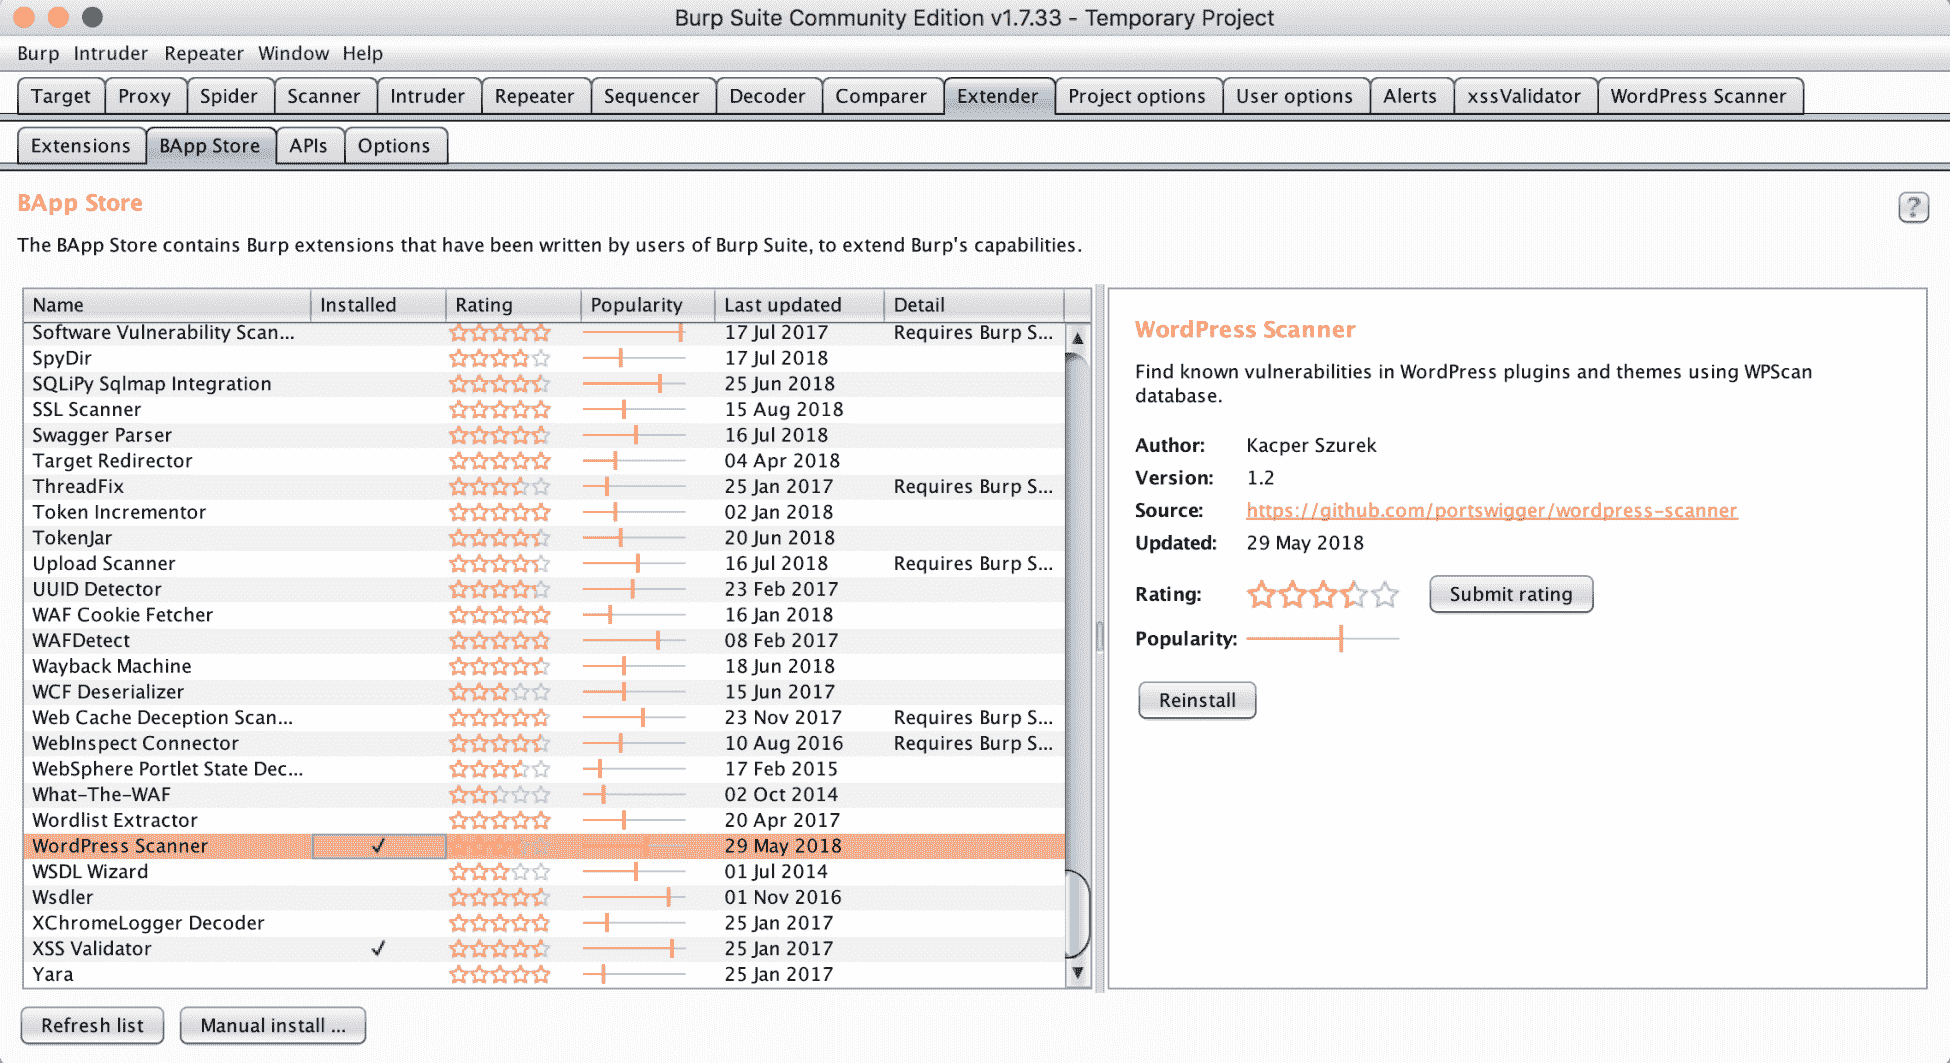 Burp Suite Community Edition v1.7.33 - Temporary Project
Burp Intruder Repeater Window Help
Target Proxy Spider Scanner Intruder Repeater Sequencer Decoder Comparer Extender Project options User options Alerts xssValidator WordPress Scanner
Extensions BApp Store APIs Options
BApp Store
?
The BApp Store contains Burp extensions that have been written by users of Burp Suite, to extend Burp's capabilities.
Name Installed Rating Popularity Last updated Detail
Software Vulnerability Scan... 17 Jul 2017 Requires Burp S...
SpyDir 17 Jul 2018
SQLiPy Sqlmap Integration 25 Jun 2018
SSL Scanner 15 Aug 2018
Swagger Parser 16 Jul 2018
Target Redirector 04 Apr 2018
ThreadFix 25 Jan 2017 Requires Burp S...
Token Incrementor 02 Jan 2018
TokenJar 20 Jun 2018
Upload Scanner 16 Jul 2018 Requires Burp S...
UUID Detector 23 Feb 2017
WAF Cookie Fetcher 16 Jan 2018
WAFDetect 08 Feb 2017
Wayback Machine 18 Jun 2018
WCF Deserializer 15 Jun 2017
Web Cache Deception Scan... 23 Nov 2017 Requires Burp S...
WebInspect Connector 10 Aug 2016 Requires Burp S...
WebSphere Portlet State Dec... 17 Feb 2015
What-The-WAF 02 Oct 2014
Wordlist Extractor 20 Apr 2017
WordPress Scanner ✓ 29 May 2018
WSDL Wizard 01 Jul 2014
Wsdler 01 Nov 2016
XChromeLogger Decoder 25 Jan 2017
XSS Validator ✓ 25 Jan 2017
Yara 25 Jan 2017
WordPress Scanner
Find known vulnerabilities in WordPress plugins and themes using WPScan
database.
Author: Kacper Szurek
Version: 1.2
Source: https://github.com/portswigger/wordpress-scanner
Updated: 29 May 2018
Rating: Submit rating
Popularity:
Reinstall
Refresh list Manual install ...